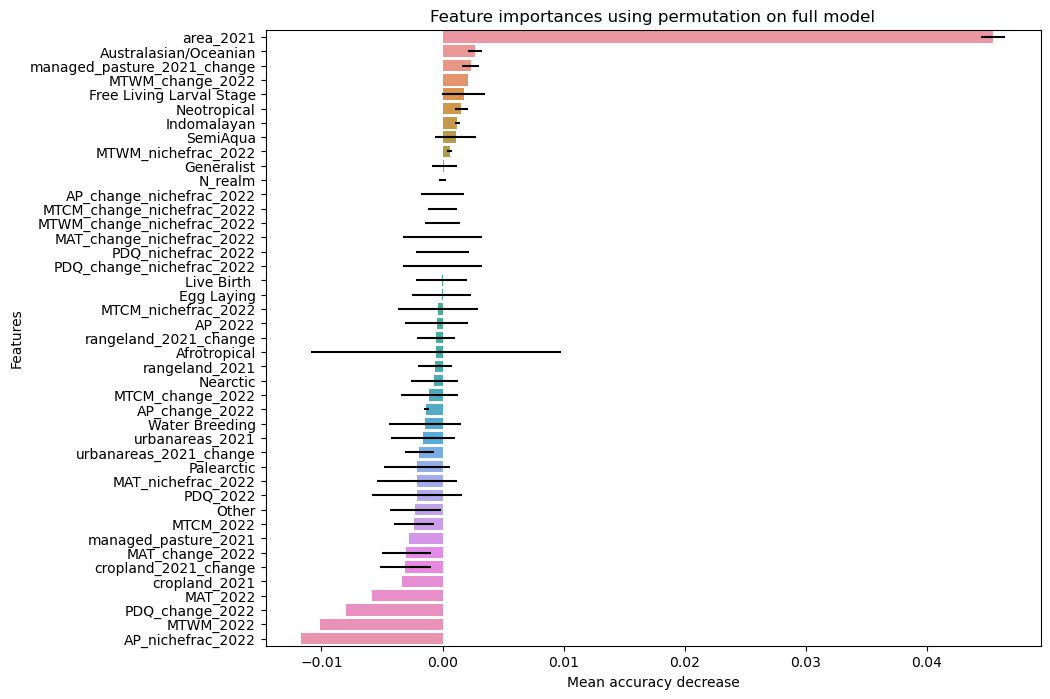 Feature importances using permutation on full model
area_2021
Australasian/Oceanian
managed_pasture_2021_change
MTWM_change_2022
Free Living Larval Stage
Neotropical
Indomalayan
SemiAqua
MTWM_nichefrac_2022
Generalist
N_realm
AP_change_nichefrac_2022
MTCM_change_nichefrac_2022
MTWM_change_nichefrac_2022
MAT_change_nichefrac_2022
PDQ_nichefrac_2022
PDQ_change_nichefrac_2022
Live Birth
Egg Laying
MTCM_nichefrac_2022
AP_2022
rangeland_2021_change
Afrotropical
rangeland_2021
Nearctic
MTCM_change_2022
AP_change_2022
Water Breeding
urbanareas_2021
urbanareas_2021_change
Palearctic
MAT_nichefrac_2022
PDQ_2022
Other
MTCM_2022
managed_pasture_2021
MAT_change_2022
cropland_2021_change
cropland_2021
MAT_2022
PDQ_change_2022
MTWM_2022
AP_nichefrac_2022
Features
−0.01 0.00 0.01 0.02 0.03 0.04
Mean accuracy decrease